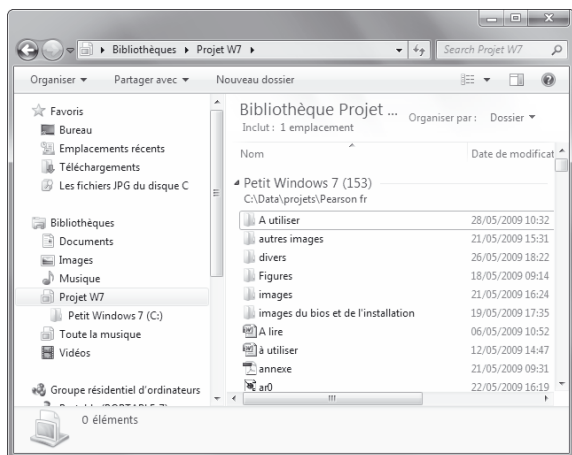 Bibliothèques Projet W7
Search Projet W7
Organiser Partager avec Nouveau dossier
Favoris
Bureau
Emplacements récents
Téléchargements
Les fichiers JPG du disque C
Bibliothèques
Documents
Images
Musique
Projet W7
Petit Windows 7 (C:)
Toute la musique
Vidéos
Groupe résidentiel d'ordinateurs
Bibliothèque Projet ...
Inclut : 1 emplacement
Organiser par : Dossier
Nom Date de modificat
Petit Windows 7 (153)
C:\Data\projets\Pearson fr
A utiliser 28/05/2009 10:32
autres images 21/05/2009 15:31
divers 26/05/2009 18:22
Figures 18/05/2009 09:14
images 21/05/2009 16:24
images du bios et de l'installation 19/05/2009 17:35
A lire 06/05/2009 10:52
à utiliser 12/05/2009 14:47
annexe 21/05/2009 09:31
ar0 22/05/2009 16:19
0 éléments